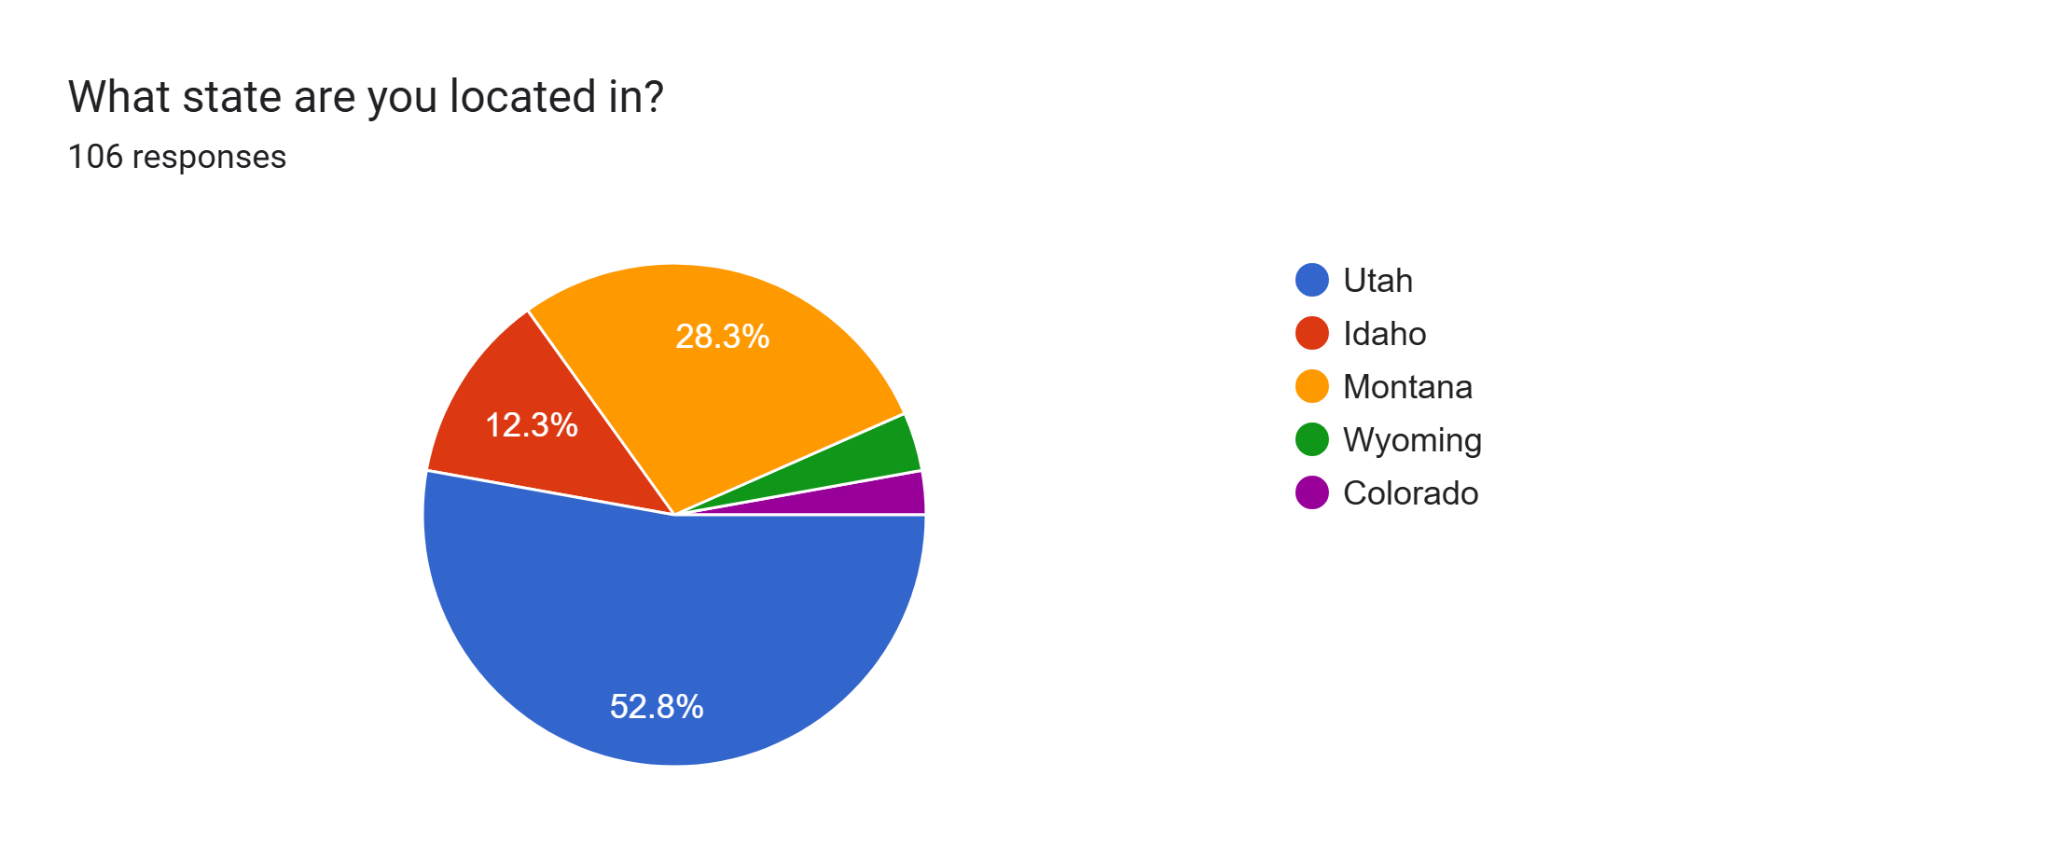 What state are you located in?
106 responses
28.3%
12.3%
52.8%
Utah
Idaho
Montana
Wyoming
Colorado